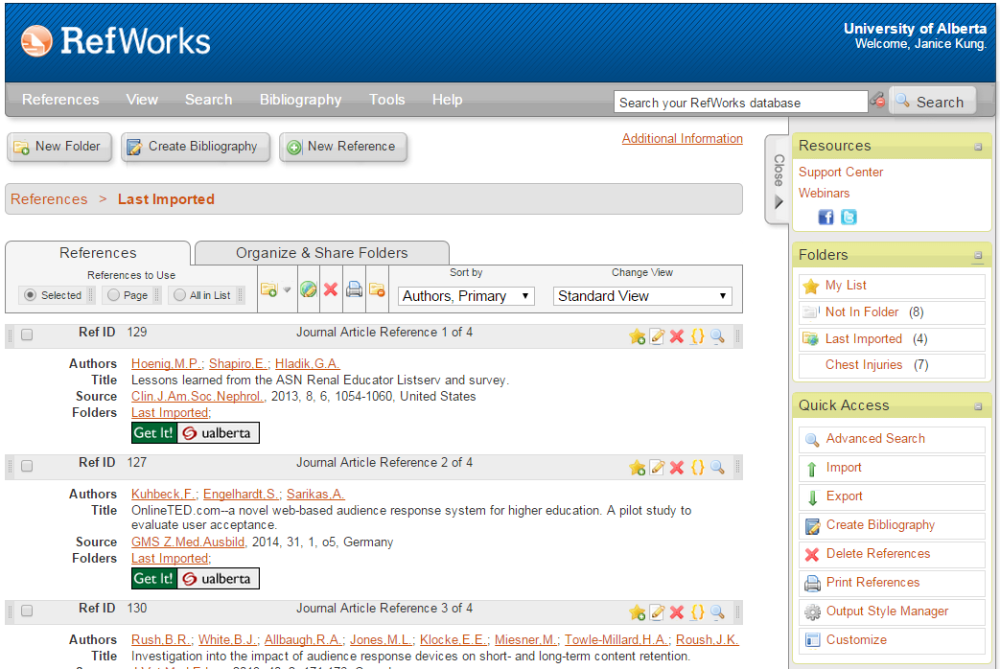 RefWorks
University of Alberta
Welcome, Janice Kung.
References View Search Bibliography Tools Help
Search your RefWorks database
Search
New Folder
Create Bibliography
New Reference
Additional Information
References > Last Imported
References
Organize & Share Folders
References to Use
Selected
Page
All in List
Sort by
Authors, Primary
Change View
Standard View
Ref ID 129 Journal Article Reference 1 of 4
Authors Hoenig,M.P.; Shapiro,E.; Hladik,G.A.
Title Lessons learned from the ASN Renal Educator Listserv and survey.
Source Clin.J.Am.Soc.Nephrol., 2013, 8, 6, 1054-1060, United States
Folders Last Imported;
Get It! ualberta
Ref ID 127 Journal Article Reference 2 of 4
Authors Kuhbeck,F.; Engelhardt,S.; Sarikas,A.
Title OnlineTED.com--a novel web-based audience response system for higher education. A pilot study to
evaluate user acceptance.
Source GMS Z.Med.Ausbild, 2014, 31, 1, o5, Germany
Folders Last Imported;
Get It! ualberta
Ref ID 130 Journal Article Reference 3 of 4
Authors Rush,B.R.; White,B.J.; Allbaugh,R.A.; Jones,M.L.; Klocke,E.E.; Miesner,M.; Towle-Millard,H.A.; Roush,J.K.
Title Investigation into the impact of audience response devices on short- and long-term content retention.
Close
Resources
Support Center
Webinars
Folders
My List
Not In Folder (8)
Last Imported (4)
Chest Injuries (7)
Quick Access
Advanced Search
Import
Export
Create Bibliography
Delete References
Print References
Output Style Manager
Customize